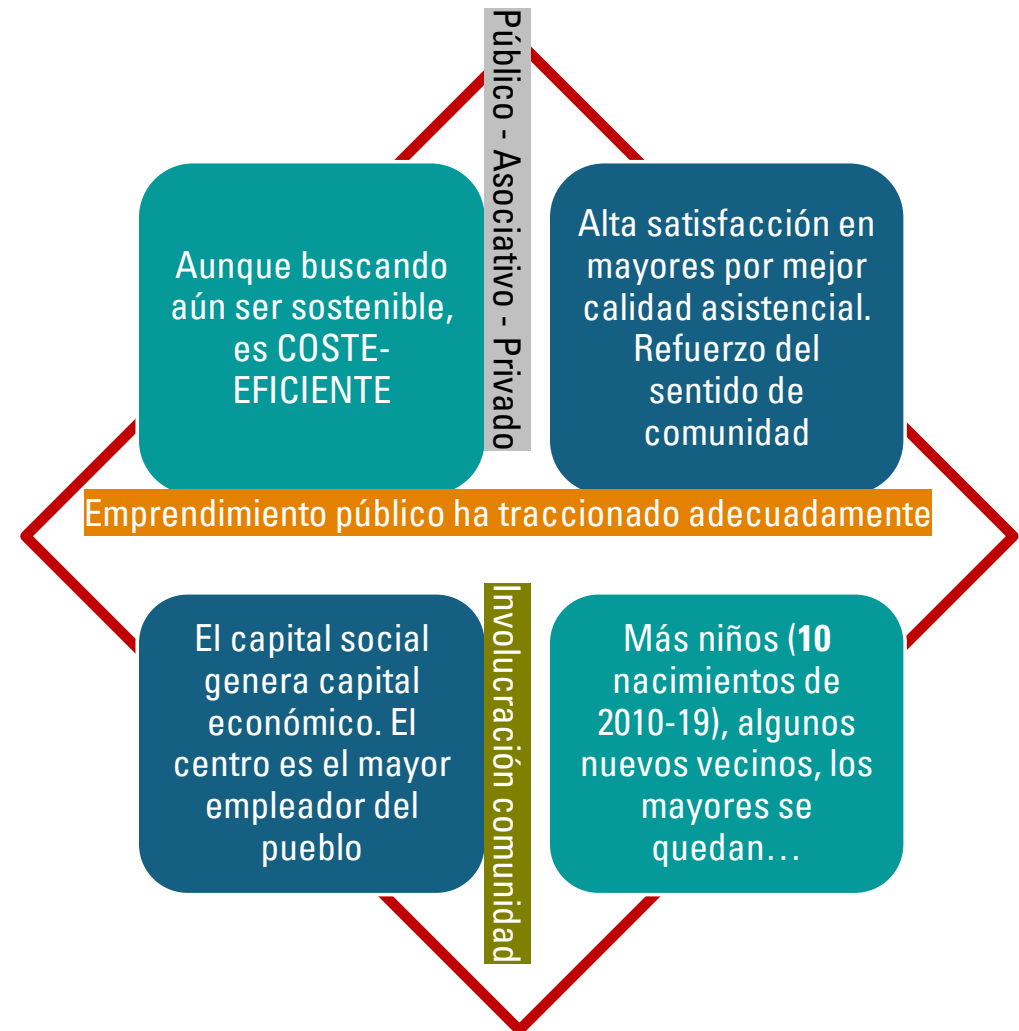 Público - Asociativo - Privado
Aunque buscando
aún ser sostenible,
es COSTE-
EFICIENTE
Alta satisfacción en
mayores por mejor
calidad asistencial.
Refuerzo del
sentido de
comunidad
Emprendimiento público ha traccionado adecuadamente
El capital social
genera capital
económico. El
centro es el mayor
empleador del
pueblo
Involucración comunidad
Más niños (10
nacimientos de
2010-19), algunos
nuevos vecinos, los
mayores se
quedan…